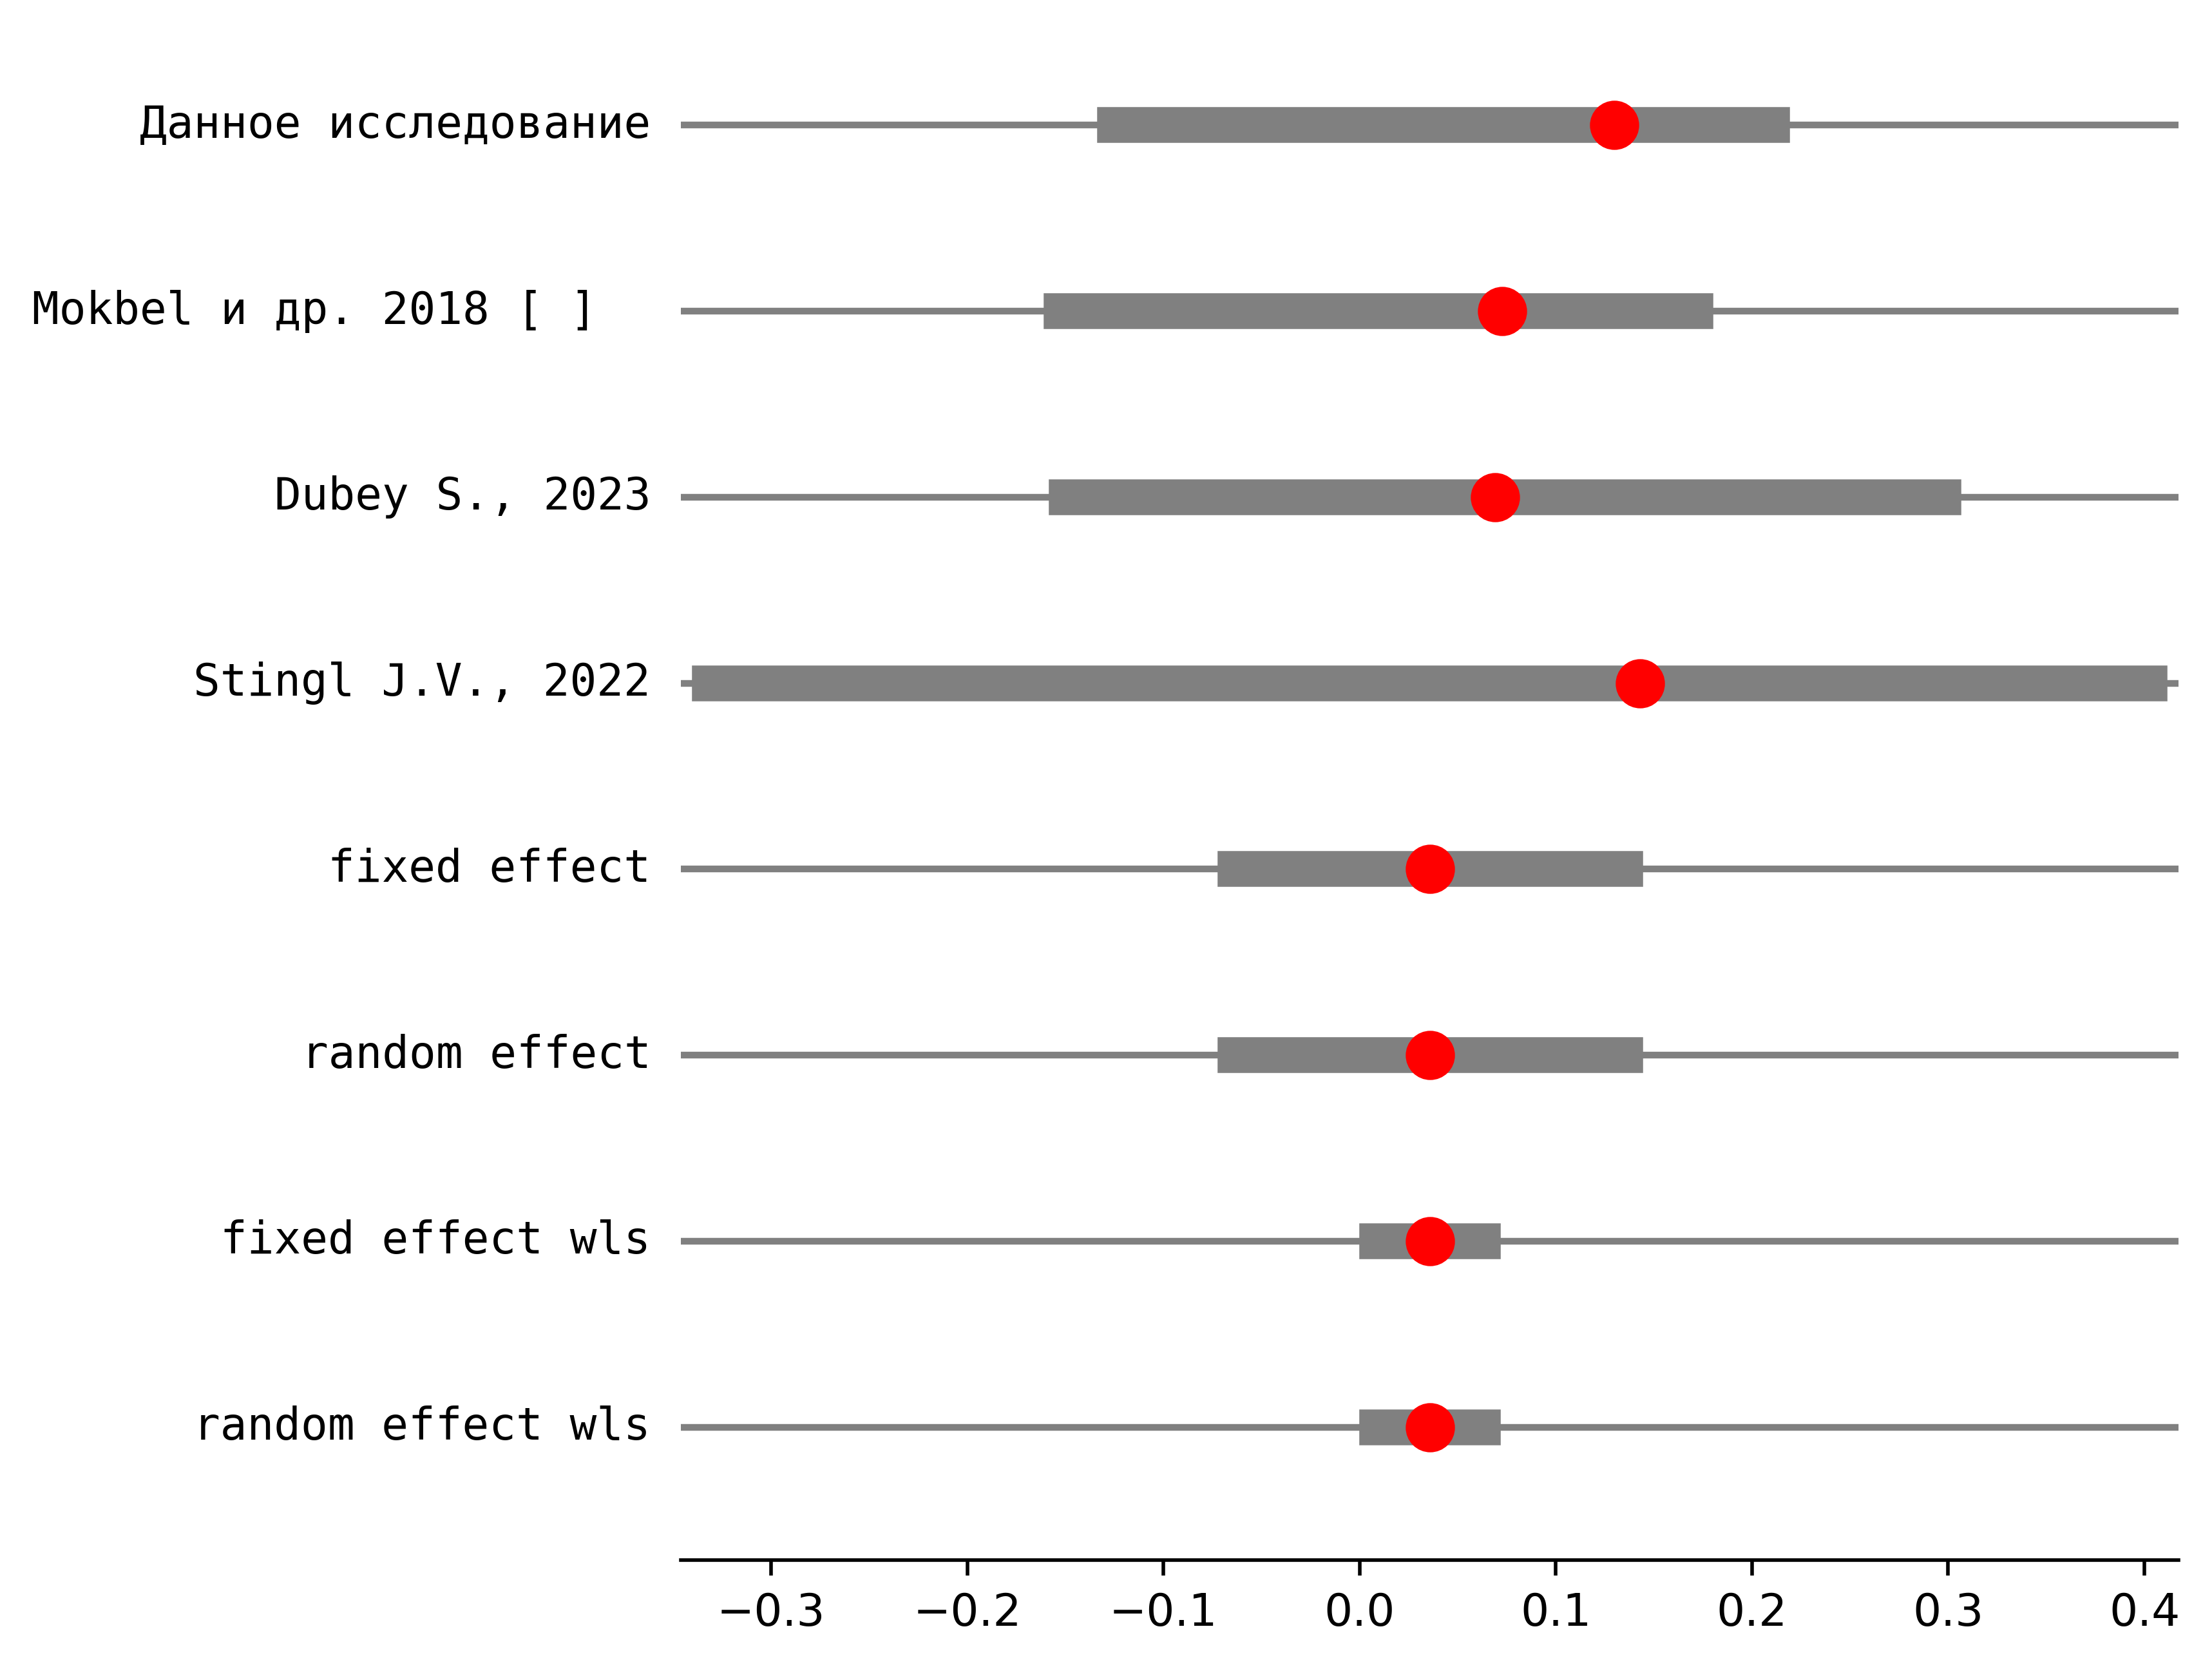 Данное исследование
Mokbel и др. 2018 [ ]
Dubey S., 2023
Stingl J.V., 2022
fixed effect
random effect
fixed effect wls
random effect wls
−0.3 −0.2 −0.1 0.0 0.1 0.2 0.3 0.4